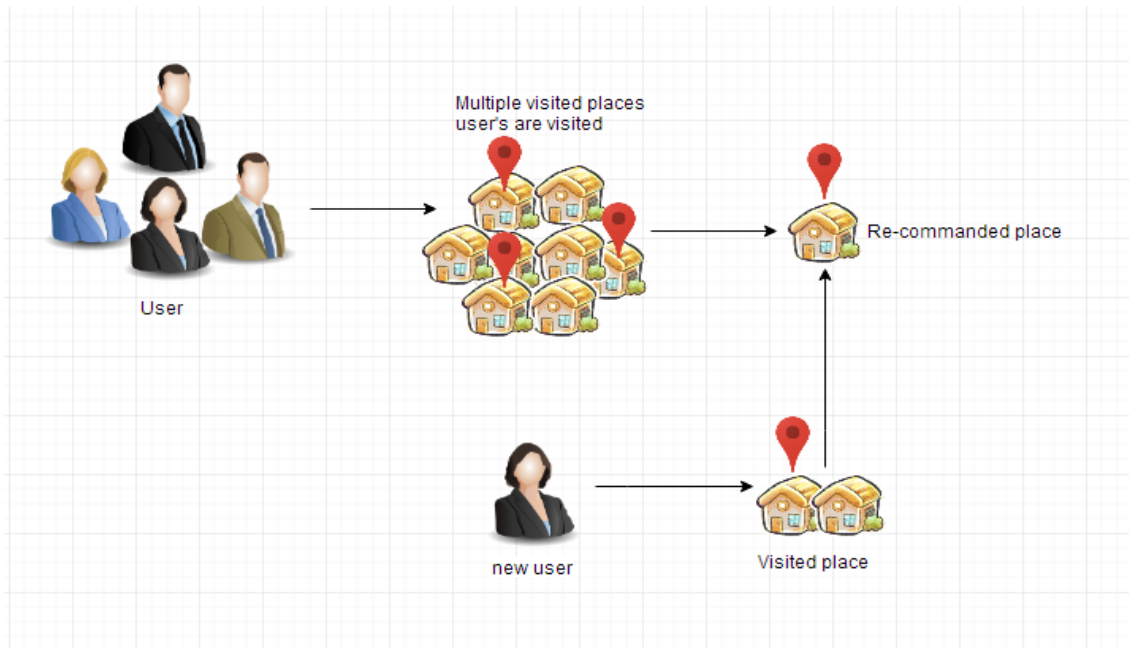 Multiple visited places
user's are visited
Re-commanded place
User
new user
Visited place